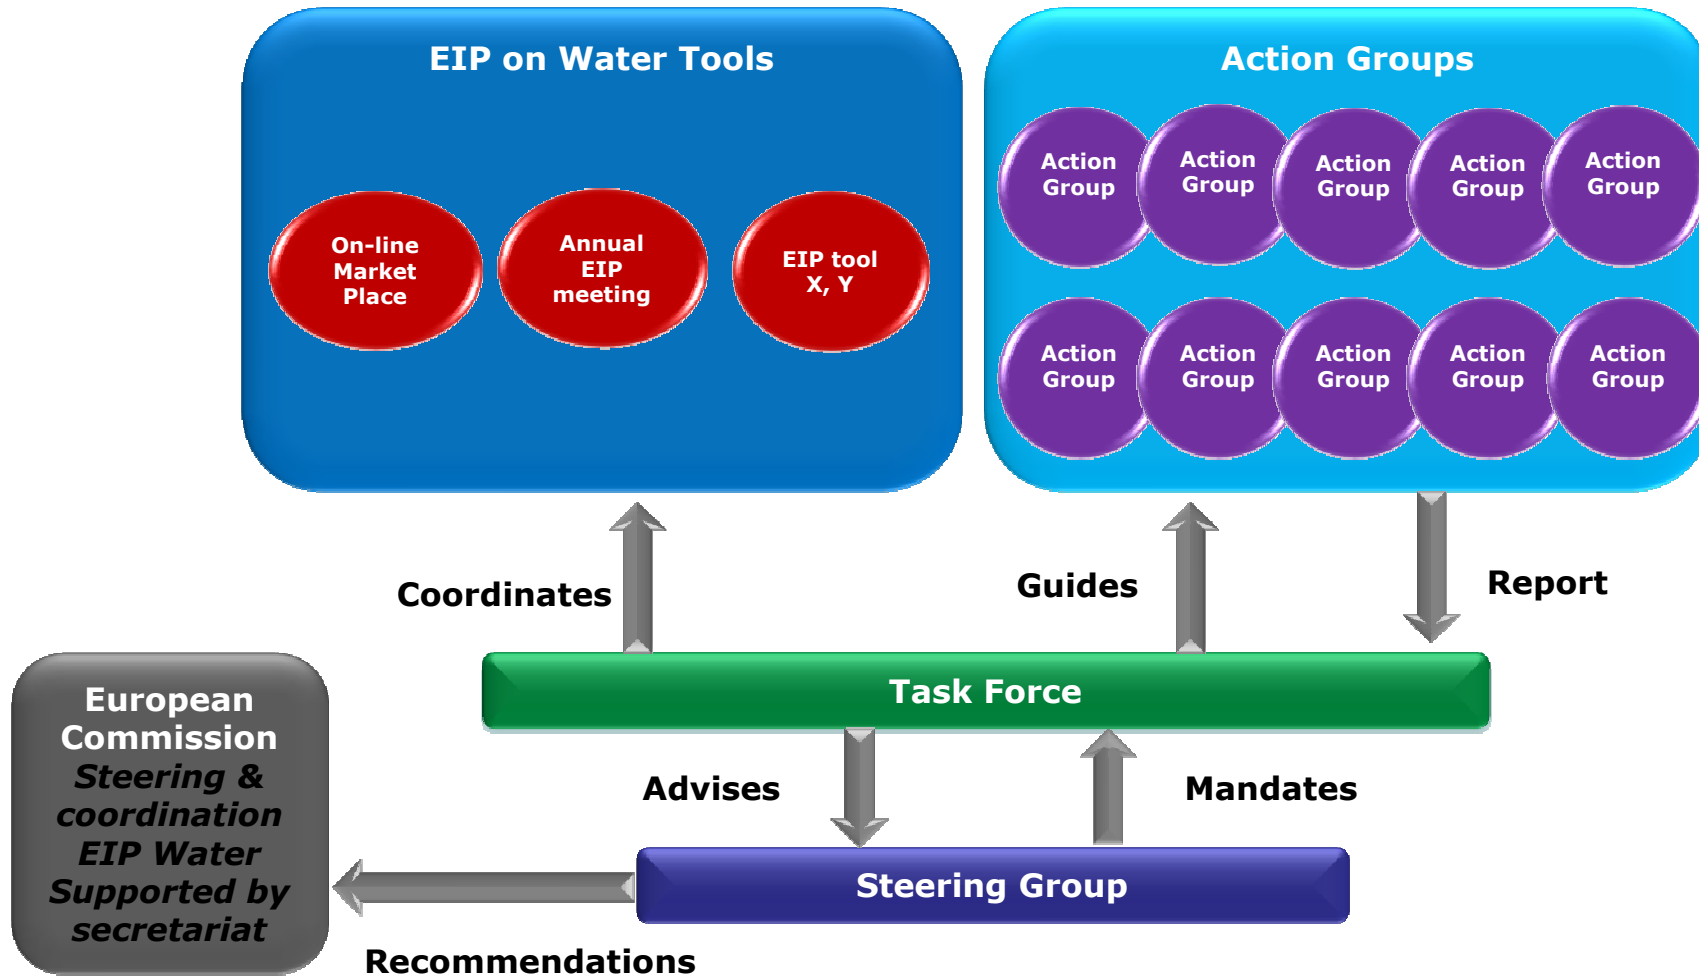 EIP on Water Tools
On-line
Market
Place
Annual
EIP
meeting
EIP tool
X, Y
Action Groups
Action
Group
Action
Group
Action
Group
Action
Group
Action
Group
Action
Group
Action
Group
Action
Group
Action
Group
Action
Group
Coordinates
Guides
Report
Task Force
Advises
Mandates
Steering Group
European
Commission
Steering &
coordination
EIP Water
Supported by
secretariat
Recommendations